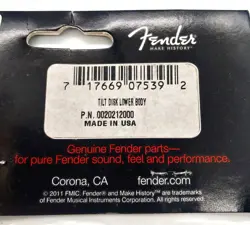 Fender
MAKE HISTORY™
7 17669 07539 2
TILT DISK LOWER BODY
P.N. 0020212000
MADE IN USA
Genuine Fender parts—
for pure Fender sound, feel and performance.
Corona, CA fender.com
© 2011 FMIC. Fender® and Make History™ are trademarks
of Fender Musical Instruments Corporation. All rights reserved.